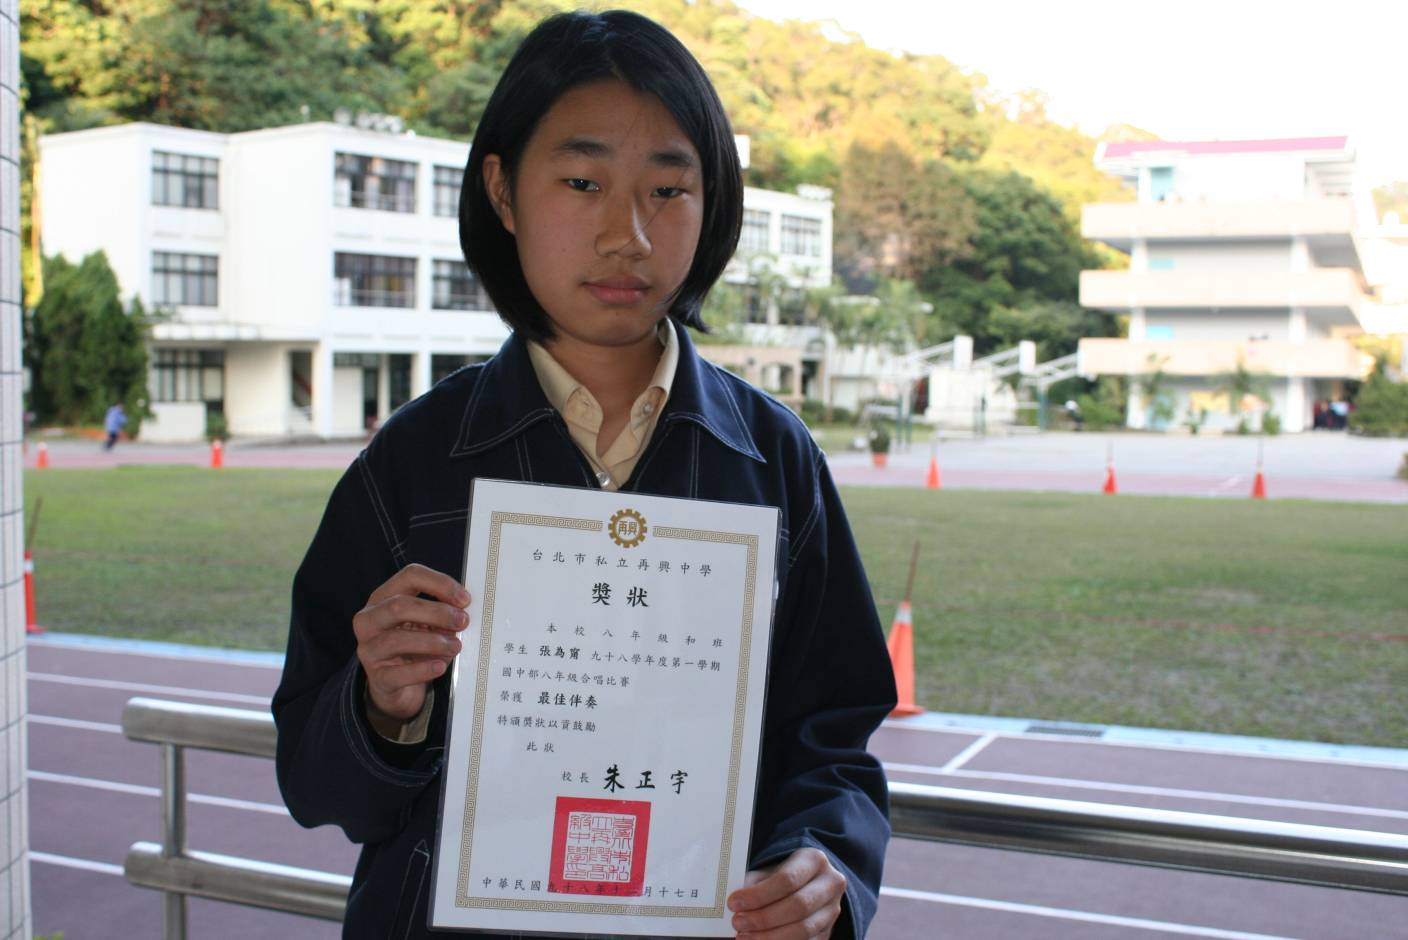 再興
台北市私立再興中學
獎狀
本校八年級和班
學生 張為甯 九十八學年度第一學期
國中部八年級合唱比賽
榮獲 最佳伴奏
特頒獎狀以資鼓勵
此狀
校長 朱正宇
中華民國九十八年十二月十七日